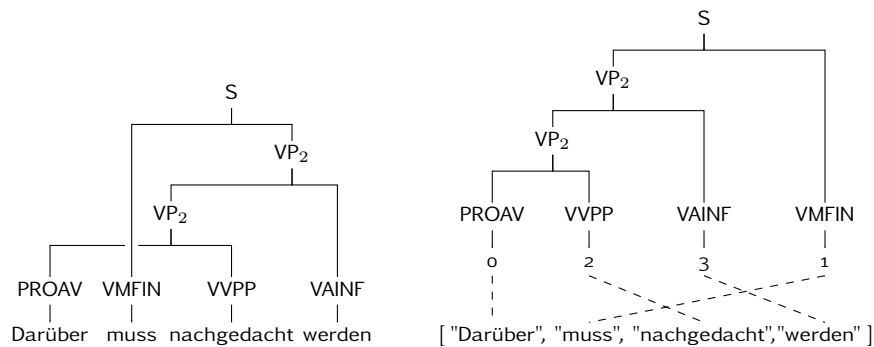 S
VP₂
VP₂
PROAV VMFIN VVPP VAINF
Darüber muss nachgedacht werden
S
VP₂
VP₂
PROAV VVPP VAINF VMFIN
0 2 3 1
[ "Darüber", "muss", "nachgedacht","werden" ]